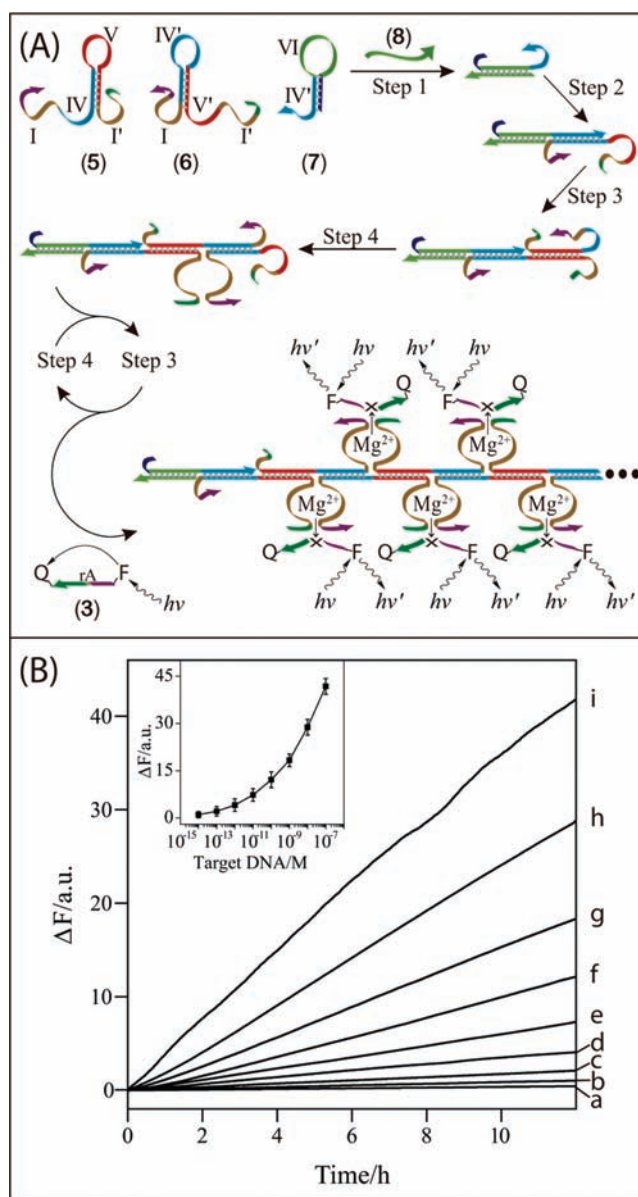 (A)
V IV' VI (8)
Step 1
Step 2
IV V' IV'
I I' I I'
(5) (6) (7)
Step 3
Step 4
Step 4 Step 3
hν' hν hν' hν
F Q F Q
× ×
Mg2+ Mg2+
•••
Mg2+ Mg2+ Mg2+
× × ×
Q F Q F Q F
Q rA F
(3) hν
hν hν' hν hν' hν hν'
(B)
45
30
15
0
ΔF/a.u.
10-15 10-13 10-11 10-9 10-7
Target DNA/M
40
30
20
10
0
ΔF/a.u.
i
h
g
f
e
d
c
b
a
0 2 4 6 8 10
Time/h